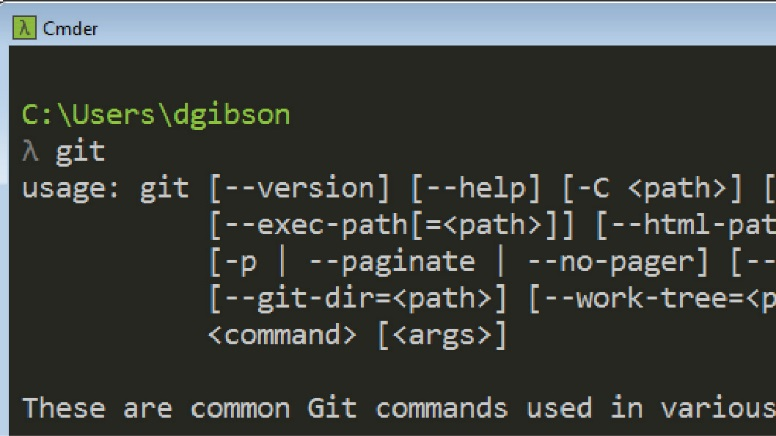 λ Cmder
C:\Users\dgibson
λ git
usage: git [--version] [--help] [-C <path>] [
[--exec-path[=<path>]] [--html-pat
[-p | --paginate | --no-pager] [--
[--git-dir=<path>] [--work-tree=<p
<command> [<args>]
These are common Git commands used in various